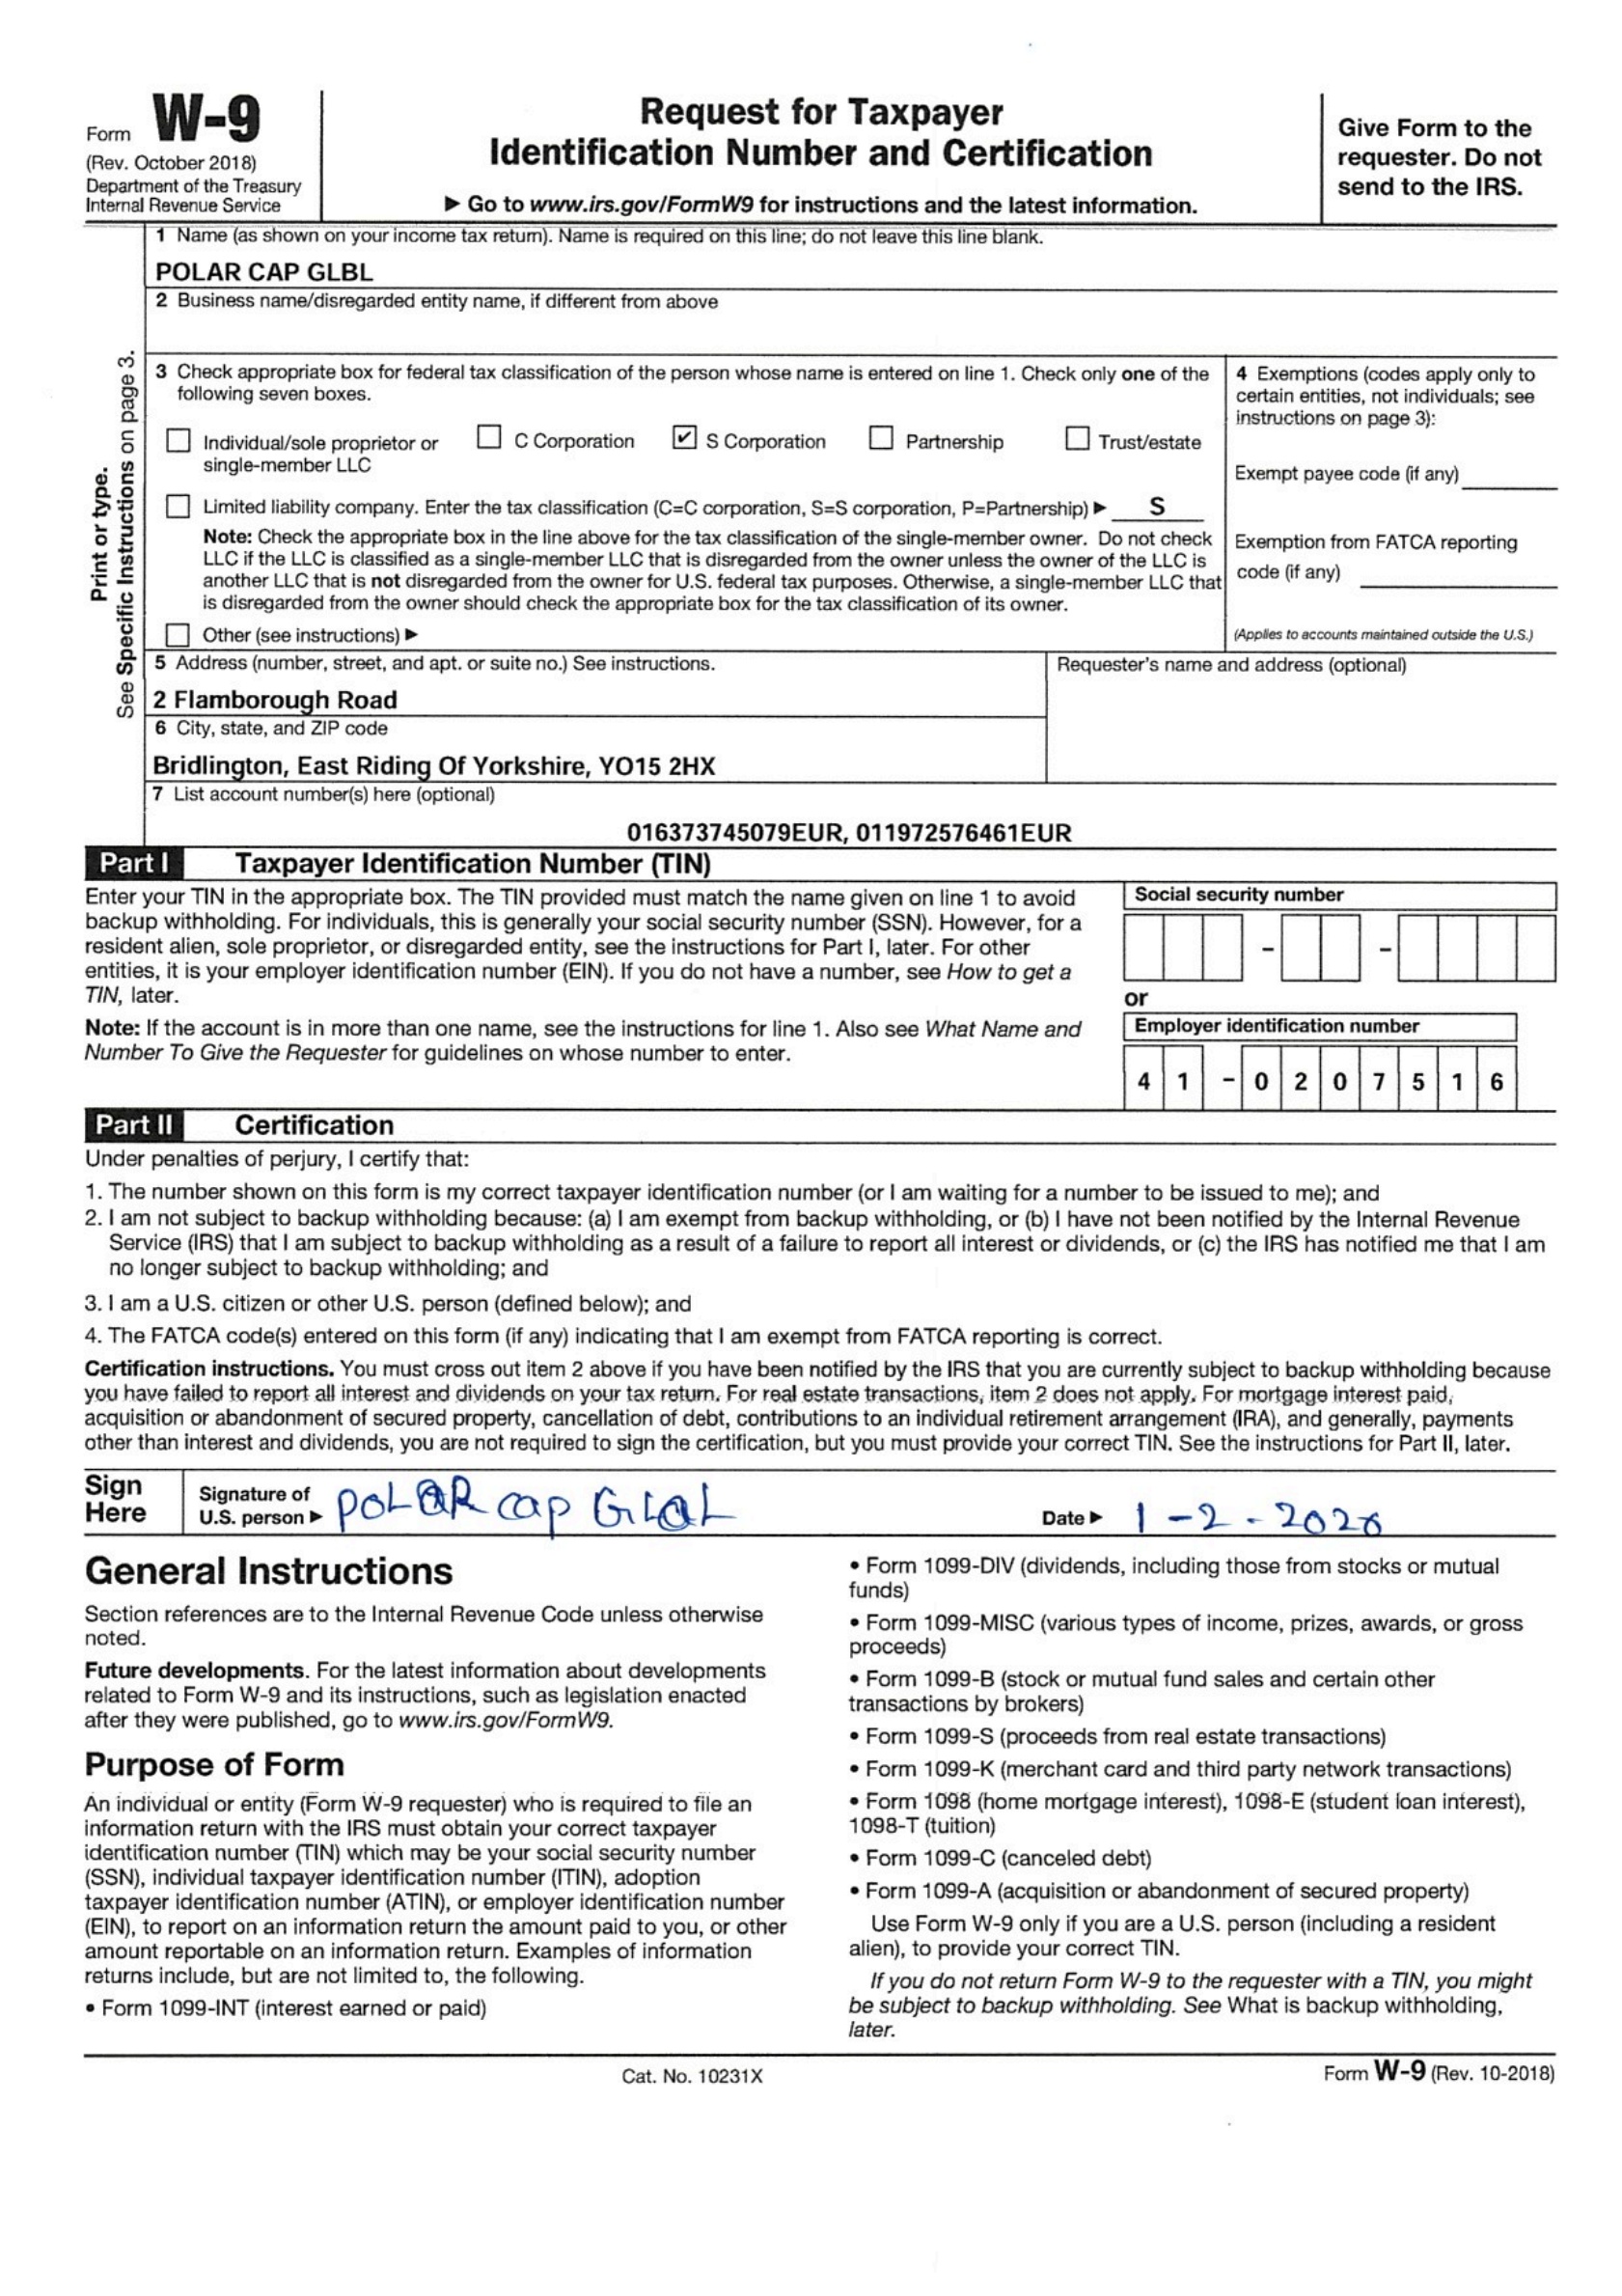 Form W-9
(Rev. October 2018)
Department of the Treasury
Internal Revenue Service
Request for Taxpayer
Identification Number and Certification
▶ Go to www.irs.gov/FormW9 for instructions and the latest information.
Give Form to the
requester. Do not
send to the IRS.
Print or type.
See Specific Instructions on page 3.
1 Name (as shown on your income tax return). Name is required on this line; do not leave this line blank.
POLAR CAP GLBL
2 Business name/disregarded entity name, if different from above
3 Check appropriate box for federal tax classification of the person whose name is entered on line 1. Check only one of the
following seven boxes.
Individual/sole proprietor or
single-member LLC
C Corporation
✔ S Corporation
Partnership
Trust/estate
Limited liability company. Enter the tax classification (C=C corporation, S=S corporation, P=Partnership) ▶ S
Note: Check the appropriate box in the line above for the tax classification of the single-member owner. Do not check
LLC if the LLC is classified as a single-member LLC that is disregarded from the owner unless the owner of the LLC is
another LLC that is not disregarded from the owner for U.S. federal tax purposes. Otherwise, a single-member LLC that
is disregarded from the owner should check the appropriate box for the tax classification of its owner.
Other (see instructions) ▶
4 Exemptions (codes apply only to
certain entities, not individuals; see
instructions on page 3):
Exempt payee code (if any)
Exemption from FATCA reporting
code (if any)
(Applies to accounts maintained outside the U.S.)
5 Address (number, street, and apt. or suite no.) See instructions.
2 Flamborough Road
6 City, state, and ZIP code
Bridlington, East Riding Of Yorkshire, YO15 2HX
Requester's name and address (optional)
7 List account number(s) here (optional)
016373745079EUR, 011972576461EUR
Part I Taxpayer Identification Number (TIN)
Enter your TIN in the appropriate box. The TIN provided must match the name given on line 1 to avoid
backup withholding. For individuals, this is generally your social security number (SSN). However, for a
resident alien, sole proprietor, or disregarded entity, see the instructions for Part I, later. For other
entities, it is your employer identification number (EIN). If you do not have a number, see How to get a
TIN, later.
Note: If the account is in more than one name, see the instructions for line 1. Also see What Name and
Number To Give the Requester for guidelines on whose number to enter.
Social security number
– –
or
Employer identification number
4 1 – 0 2 0 7 5 1 6
Part II Certification
Under penalties of perjury, I certify that:
1. The number shown on this form is my correct taxpayer identification number (or I am waiting for a number to be issued to me); and
2. I am not subject to backup withholding because: (a) I am exempt from backup withholding, or (b) I have not been notified by the Internal Revenue
Service (IRS) that I am subject to backup withholding as a result of a failure to report all interest or dividends, or (c) the IRS has notified me that I am
no longer subject to backup withholding; and
3. I am a U.S. citizen or other U.S. person (defined below); and
4. The FATCA code(s) entered on this form (if any) indicating that I am exempt from FATCA reporting is correct.
Certification instructions. You must cross out item 2 above if you have been notified by the IRS that you are currently subject to backup withholding because
you have failed to report all interest and dividends on your tax return. For real estate transactions, item 2 does not apply. For mortgage interest paid,
acquisition or abandonment of secured property, cancellation of debt, contributions to an individual retirement arrangement (IRA), and generally, payments
other than interest and dividends, you are not required to sign the certification, but you must provide your correct TIN. See the instructions for Part II, later.
Sign
Here
Signature of
U.S. person ▶ POLAR cap GLBL
Date ▶ 1-2-2026
General Instructions
Section references are to the Internal Revenue Code unless otherwise
noted.
Future developments. For the latest information about developments
related to Form W-9 and its instructions, such as legislation enacted
after they were published, go to www.irs.gov/FormW9.
Purpose of Form
An individual or entity (Form W-9 requester) who is required to file an
information return with the IRS must obtain your correct taxpayer
identification number (TIN) which may be your social security number
(SSN), individual taxpayer identification number (ITIN), adoption
taxpayer identification number (ATIN), or employer identification number
(EIN), to report on an information return the amount paid to you, or other
amount reportable on an information return. Examples of information
returns include, but are not limited to, the following.
• Form 1099-INT (interest earned or paid)
• Form 1099-DIV (dividends, including those from stocks or mutual
funds)
• Form 1099-MISC (various types of income, prizes, awards, or gross
proceeds)
• Form 1099-B (stock or mutual fund sales and certain other
transactions by brokers)
• Form 1099-S (proceeds from real estate transactions)
• Form 1099-K (merchant card and third party network transactions)
• Form 1098 (home mortgage interest), 1098-E (student loan interest),
1098-T (tuition)
• Form 1099-C (canceled debt)
• Form 1099-A (acquisition or abandonment of secured property)
Use Form W-9 only if you are a U.S. person (including a resident
alien), to provide your correct TIN.
If you do not return Form W-9 to the requester with a TIN, you might
be subject to backup withholding. See What is backup withholding,
later.
Cat. No. 10231X
Form W-9 (Rev. 10-2018)